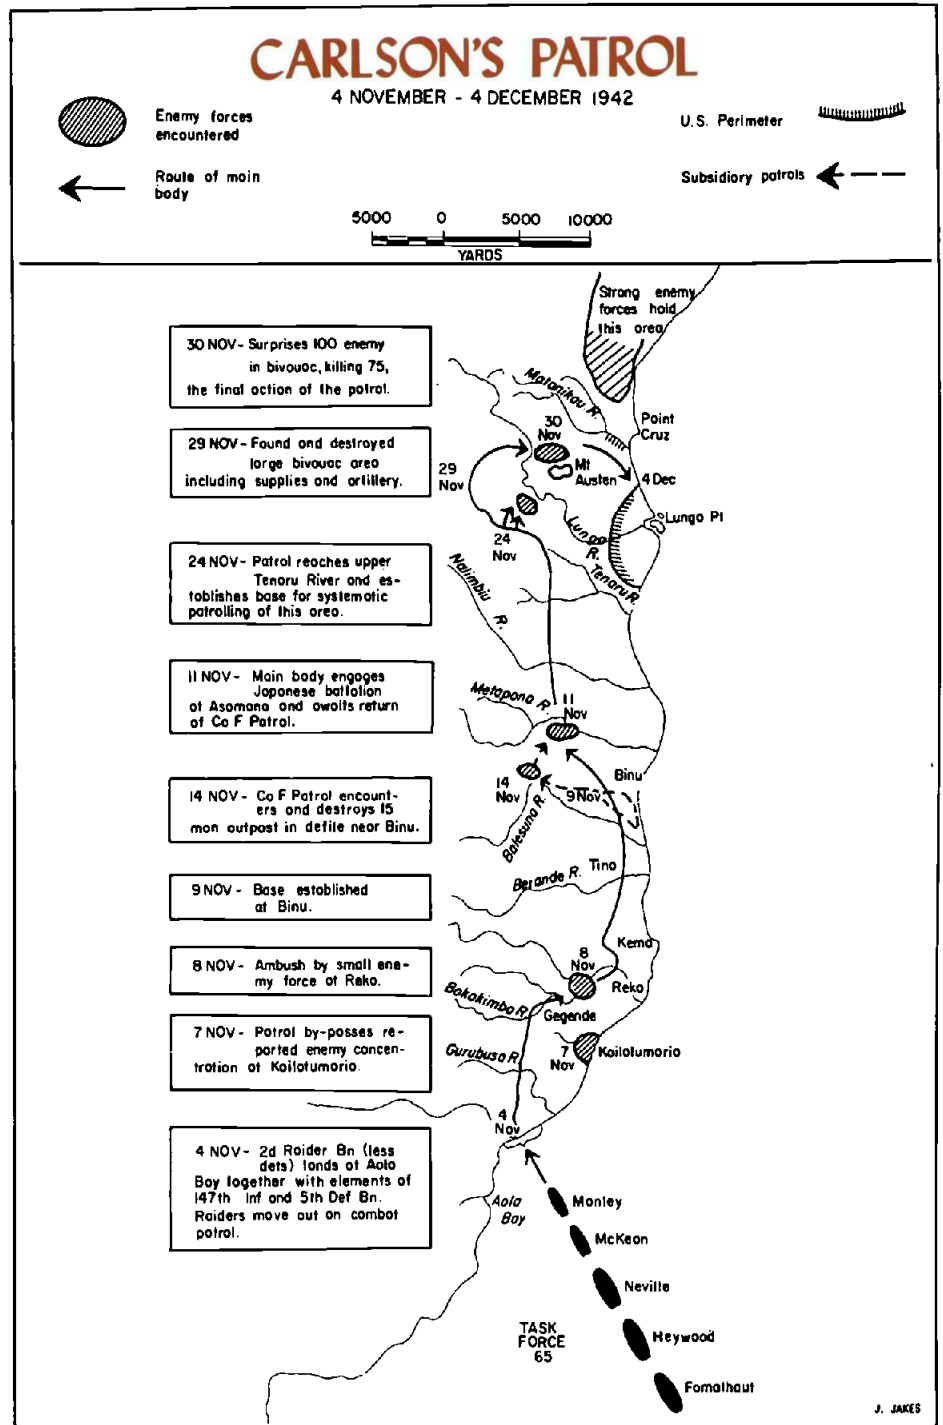 CARLSON'S PATROL
4 NOVEMBER - 4 DECEMBER 1942
Enemy forces
encountered
Route of main
body
U.S. Perimeter
Subsidiory patrols
5000 0 5000 10000
YARDS
Strong enemy
forces hold
this area
30 NOV - Surprises 100 enemy
in bivouac, killing 75,
the final action of the patrol.
29 NOV - Found and destroyed
large bivouac area
including supplies and artillery.
24 NOV - Patrol reaches upper
Tenaru River and es-
tablishes base for systematic
patrolling of this area.
11 NOV - Main body engages
Japanese battalion
at Asamana and awaits return
of Co F Patrol.
14 NOV - Co F Patrol encount-
ers and destroys 15
man outpost in defile near Binu.
9 NOV - Base established
at Binu.
8 NOV - Ambush by small ene-
my force at Reko.
7 NOV - Patrol by-passes re-
ported enemy concen-
tration at Koilotumorio.
4 NOV - 2d Raider Bn (less
dets) lands at Aola
Bay together with elements of
147th Inf and 5th Def Bn.
Raiders move out on combat
patrol.
Matanikau R.
Point
Cruz
30
Nov
Mt
Austen
29
Nov
4 Dec
Lunga Pt
24
Nov
Lunga
R.
Tenaru R.
Nalimbiu
R.
Metapona R.
11
Nov
Binu
14
Nov
9 Nov
Balesuna R.
Tino
Berande R.
Kema
8
Nov
Reko
Bokokimbo R.
Gegende
7
Nov
Koilotumorio
Gurubusa R.
4
Nov
Aola
Bay
Manley
McKean
Neville
Heywood
Fomalhaut
TASK
FORCE
65
J. JAKES